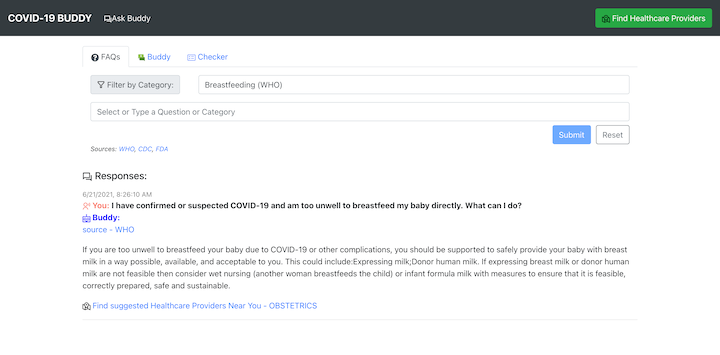 COVID-19 BUDDY Ask Buddy Find Healthcare Providers
FAQs Buddy Checker
Filter by Category: Breastfeeding (WHO)
Select or Type a Question or Category
Submit Reset
Sources: WHO, CDC, FDA
Responses:
6/21/2021, 8:26:10 AM
You: I have confirmed or suspected COVID-19 and am too unwell to breastfeed my baby directly. What can I do?
Buddy:
source - WHO
If you are too unwell to breastfeed your baby due to COVID-19 or other complications, you should be supported to safely provide your baby with breast
milk in a way possible, available, and acceptable to you. This could include:Expressing milk;Donor human milk. If expressing breast milk or donor human
milk are not feasible then consider wet nursing (another woman breastfeeds the child) or infant formula milk with measures to ensure that it is feasible,
correctly prepared, safe and sustainable.
Find suggested Healthcare Providers Near You - OBSTETRICS